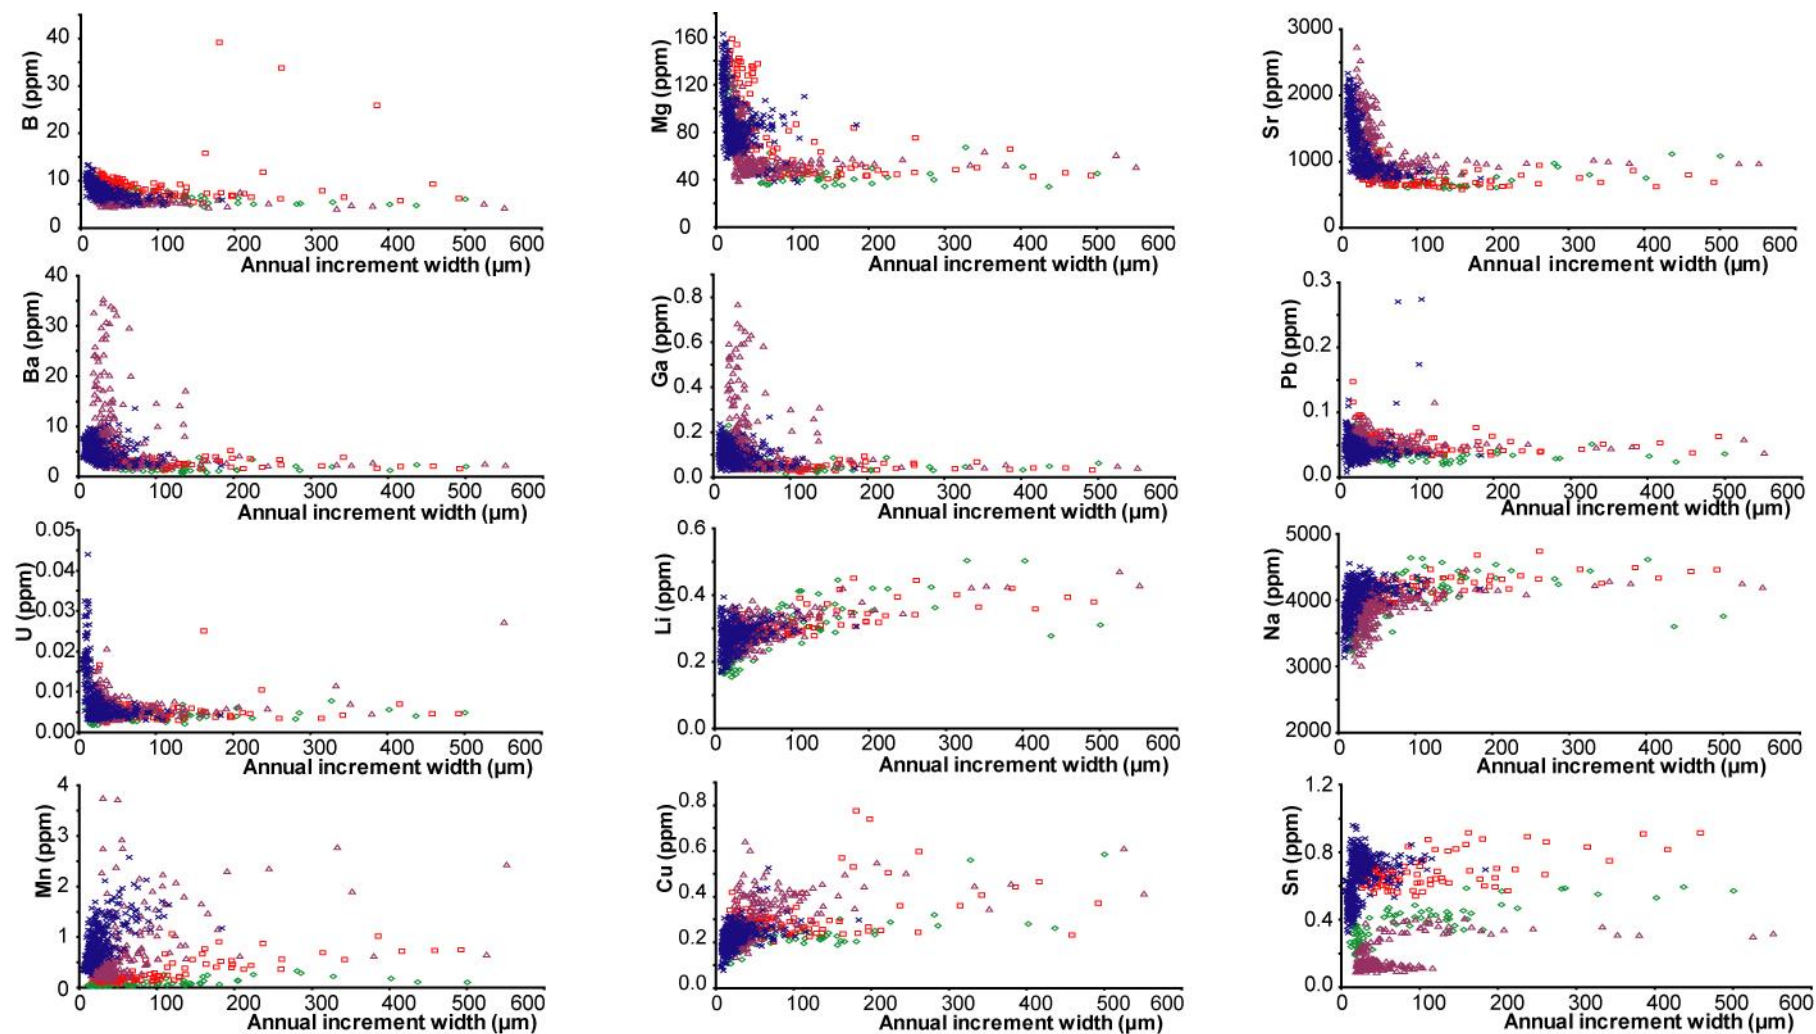 B (ppm)
40
30
20
10
0
0 100 200 300 400 500 600
Annual increment width (µm)
Mg (ppm)
160
120
80
40
0
0 100 200 300 400 500 600
Annual increment width (µm)
Sr (ppm)
3000
2000
1000
0
0 100 200 300 400 500 600
Annual increment width (µm)
Ba (ppm)
40
30
20
10
0
0 100 200 300 400 500 600
Annual increment width (µm)
Ga (ppm)
0.8
0.6
0.4
0.2
0.0
0 100 200 300 400 500 600
Annual increment width (µm)
Pb (ppm)
0.3
0.2
0.1
0.0
0 100 200 300 400 500 600
Annual increment width (µm)
U (ppm)
0.05
0.04
0.03
0.02
0.01
0.00
0 100 200 300 400 500 600
Annual increment width (µm)
Li (ppm)
0.6
0.4
0.2
0.0
0 100 200 300 400 500 600
Annual increment width (µm)
Na (ppm)
5000
4000
3000
2000
0 100 200 300 400 500 600
Annual increment width (µm)
Mn (ppm)
4
3
2
1
0
0 100 200 300 400 500 600
Annual increment width (µm)
Cu (ppm)
0.8
0.6
0.4
0.2
0.0
0 100 200 300 400 500 600
Annual increment width (µm)
Sn (ppm)
1.2
0.8
0.4
0.0
0 100 200 300 400 500 600
Annual increment width (µm)